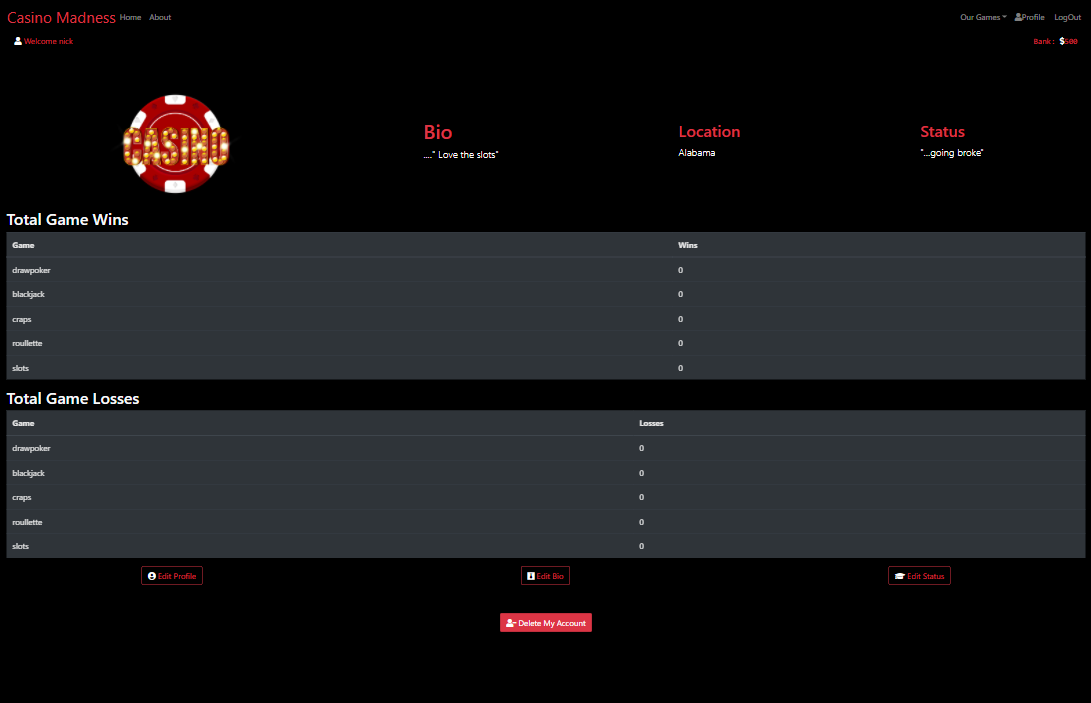 Casino Madness Home About Our Games Profile LogOut
Welcome nick Bank : $500
CASINO
Bio Location Status
...." Love the slots" Alabama "...going broke"
Total Game Wins
Game Wins
drawpoker 0
blackjack 0
craps 0
roullette 0
slots 0
Total Game Losses
Game Losses
drawpoker 0
blackjack 0
craps 0
roullette 0
slots 0
Edit Profile Edit Bio Edit Status
Delete My Account